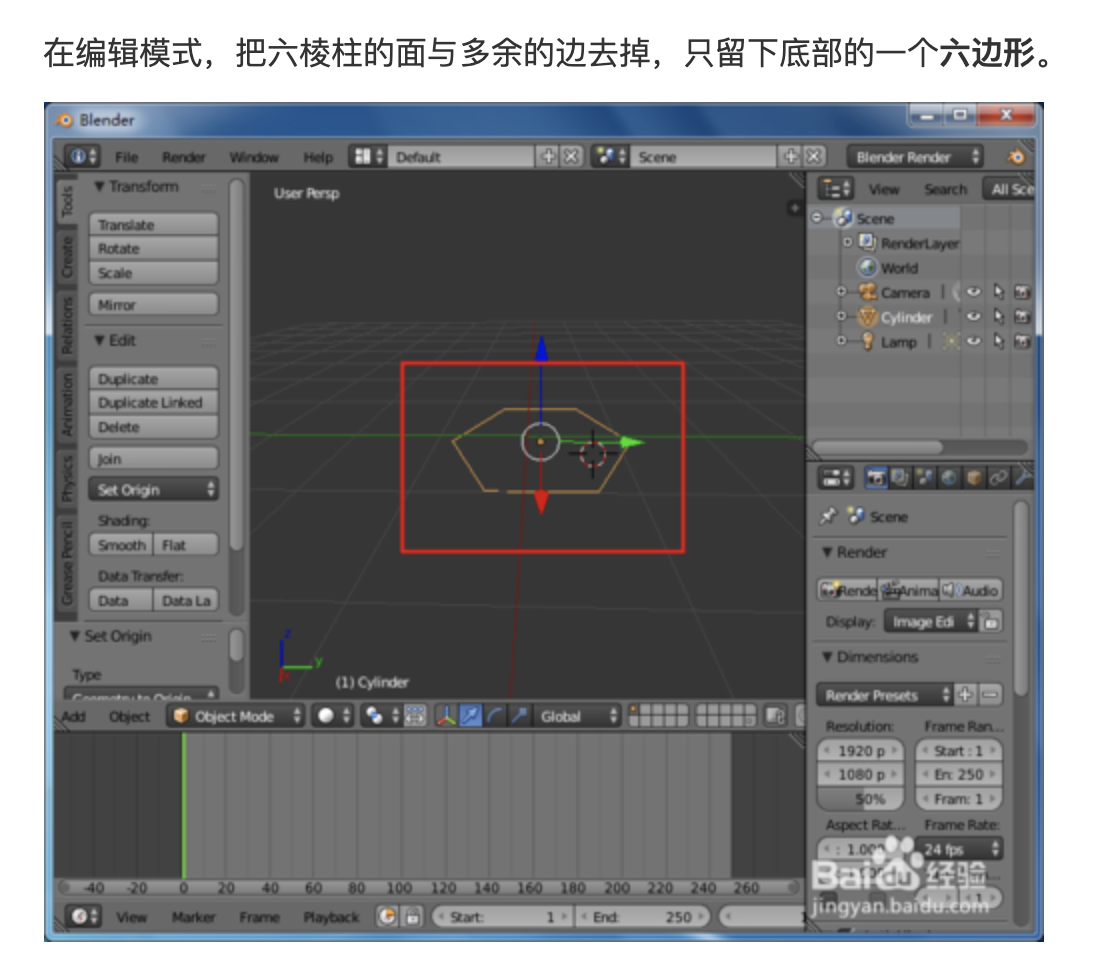 在编辑模式，把六棱柱的面与多余的边去掉，只留下底部的一个六边形。
Blender
File Render Window Help Default Scene Blender Render
Tools
Create
Relations
Animation
Physics
Grease Pencil
Transform
Translate
Rotate
Scale
Mirror
Edit
Duplicate
Duplicate Linked
Delete
Join
Set Origin
Shading:
Smooth Flat
Data Transfer:
Data Data La
Set Origin
Type
Geometry to Origin
User Persp
z
y
(1) Cylinder
View Search All Sce
Scene
RenderLayer
World
Camera
Cylinder
Lamp
Scene
Render
Rende Anima Audio
Display: Image Edi
Dimensions
Render Presets
Resolution: Frame Ran...
1920 p Start : 1
1080 p En: 250
50% Fram: 1
Aspect Rat... Frame Rate:
: 1.00 24 fps
Add Object Object Mode Global
-40 -20 0 20 40 60 80 100 120 140 160 180 200 220 240 260
View Marker Frame Playback Start: 1 End: 250 1
Baidu 经验
jingyan.baidu.com